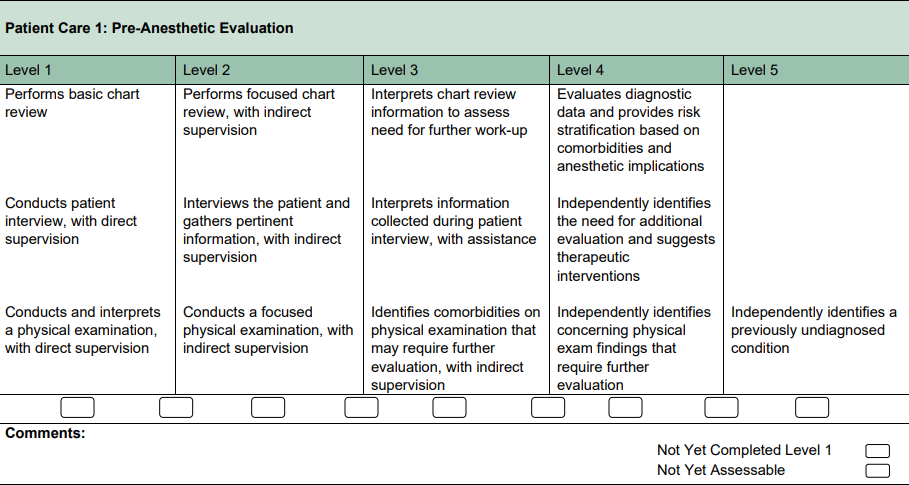 Patient Care 1: Pre-Anesthetic Evaluation
Level 1
Level 2
Level 3
Level 4
Level 5
Performs basic chart
review
Performs focused chart
review, with indirect
supervision
Interprets chart review
information to assess
need for further work-up
Evaluates diagnostic
data and provides risk
stratification based on
comorbidities and
anesthetic implications
Conducts patient
interview, with direct
supervision
Interviews the patient and
gathers pertinent
information, with indirect
supervision
Interprets information
collected during patient
interview, with assistance
Independently identifies
the need for additional
evaluation and suggests
therapeutic
interventions
Conducts and interprets
a physical examination,
with direct supervision
Conducts a focused
physical examination, with
indirect supervision
Identifies comorbidities on
physical examination that
may require further
evaluation, with indirect
supervision
Independently identifies
concerning physical
exam findings that
require further
evaluation
Independently identifies a
previously undiagnosed
condition
Comments:
Not Yet Completed Level 1
Not Yet Assessable